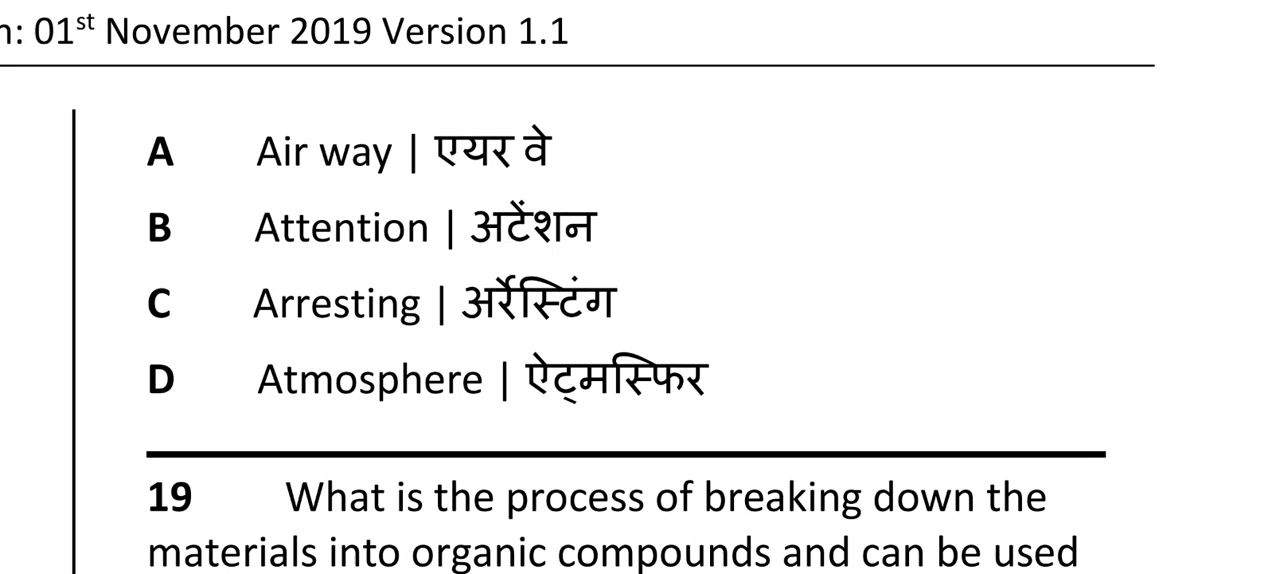 n: 01st November 2019 Version 1.1
A Air way | एयर वे
B Attention | अटेंशन
C Arresting | अर्रेस्टिंग
D Atmosphere | ऐट्मस्फिर
19 What is the process of breaking down the
materials into organic compounds and can be used